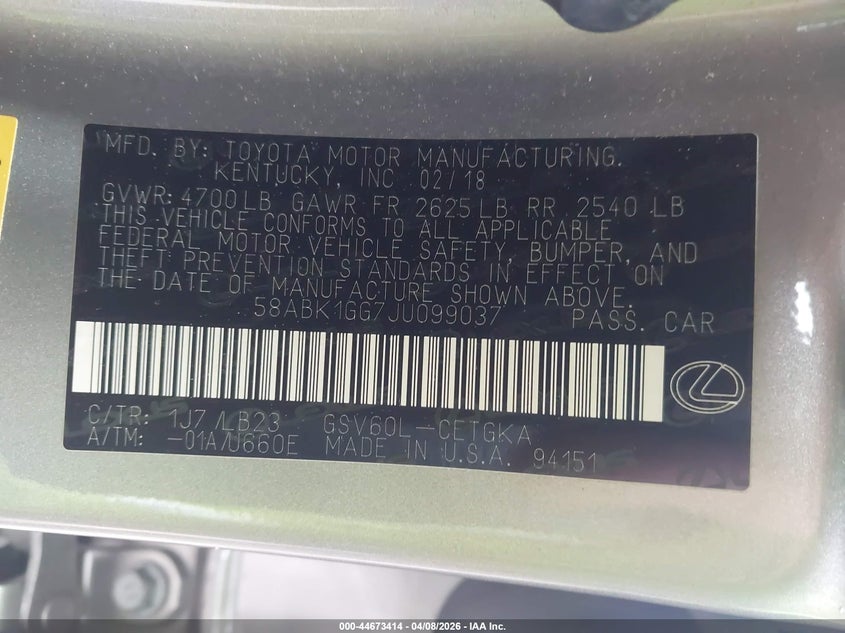 MFD. BY: TOYOTA MOTOR MANUFACTURING,
KENTUCKY, INC 02/18
GVWR: 4700LB GAWR FR 2625LB RR 2540 LB
THIS VEHICLE CONFORMS TO ALL APPLICABLE
FEDERAL MOTOR VEHICLE SAFETY, BUMPER, AND
THEFT PREVENTION STANDARDS IN EFFECT ON
THE DATE OF MANUFACTURE SHOWN ABOVE.
58ABK1GG7JU099037 PASS. CAR
C/TR: 1J7 /LB23 GSV60L-CETGKA
A/TM: -01A/U660E MADE IN U.S.A. 94151
000-44673414 - 04/08/2026 - IAA Inc.